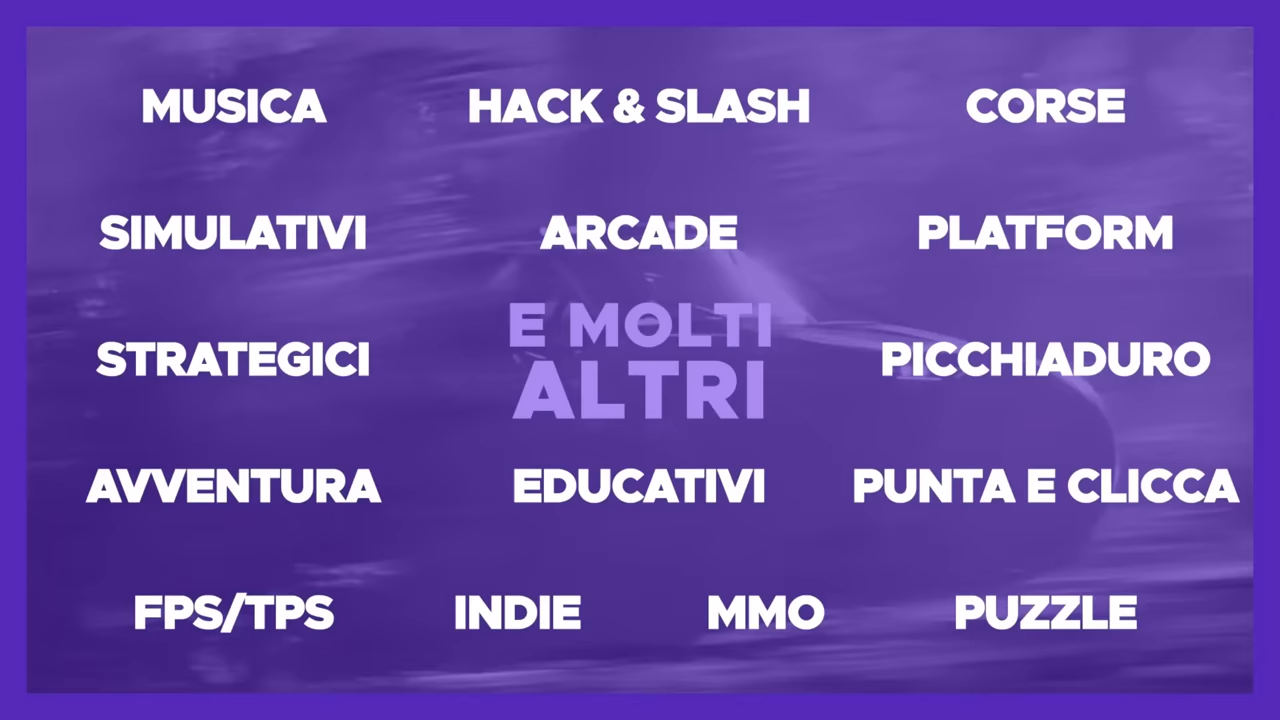 MUSICA
HACK & SLASH
CORSE
SIMULATIVI
ARCADE
PLATFORM
E MOLTI
ALTRI
STRATEGICI
PICCHIADURO
AVVENTURA
EDUCATIVI
PUNTA E CLICCA
FPS/TPS
INDIE
MMO
PUZZLE